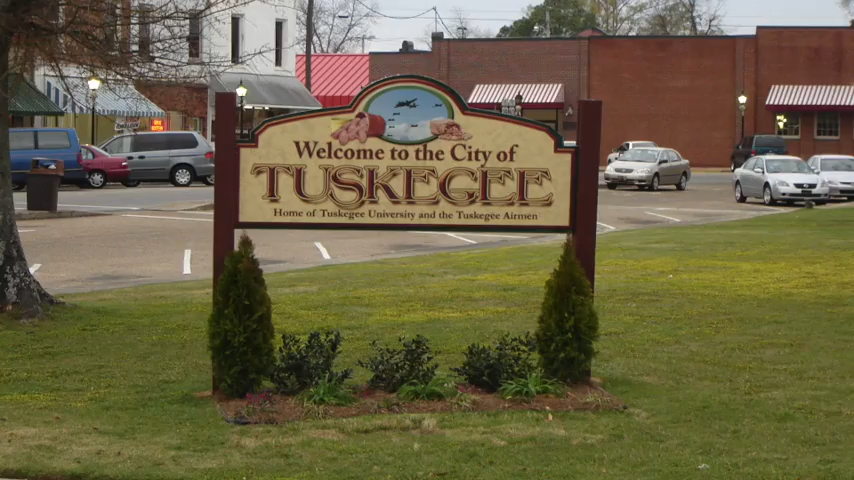 Welcome to the City of
TUSKEGEE
Home of Tuskegee University and the Tuskegee Airmen